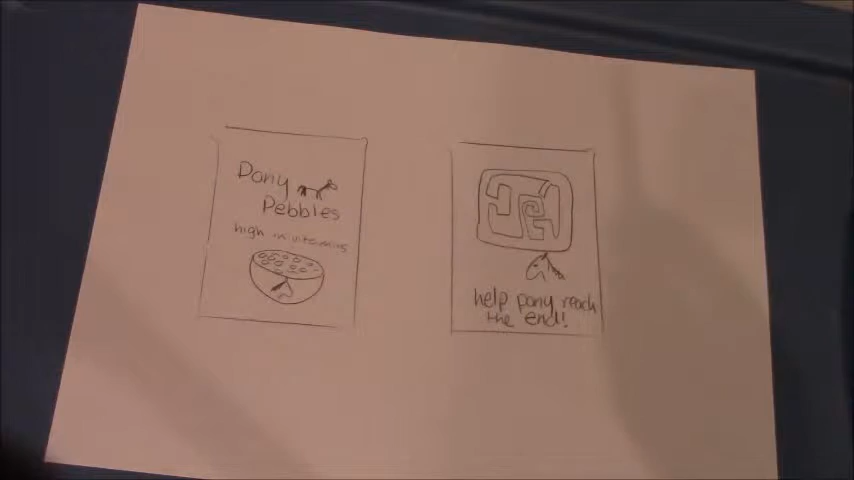 Pony
Pebbles
high in vitamins
help pony reach
the end!